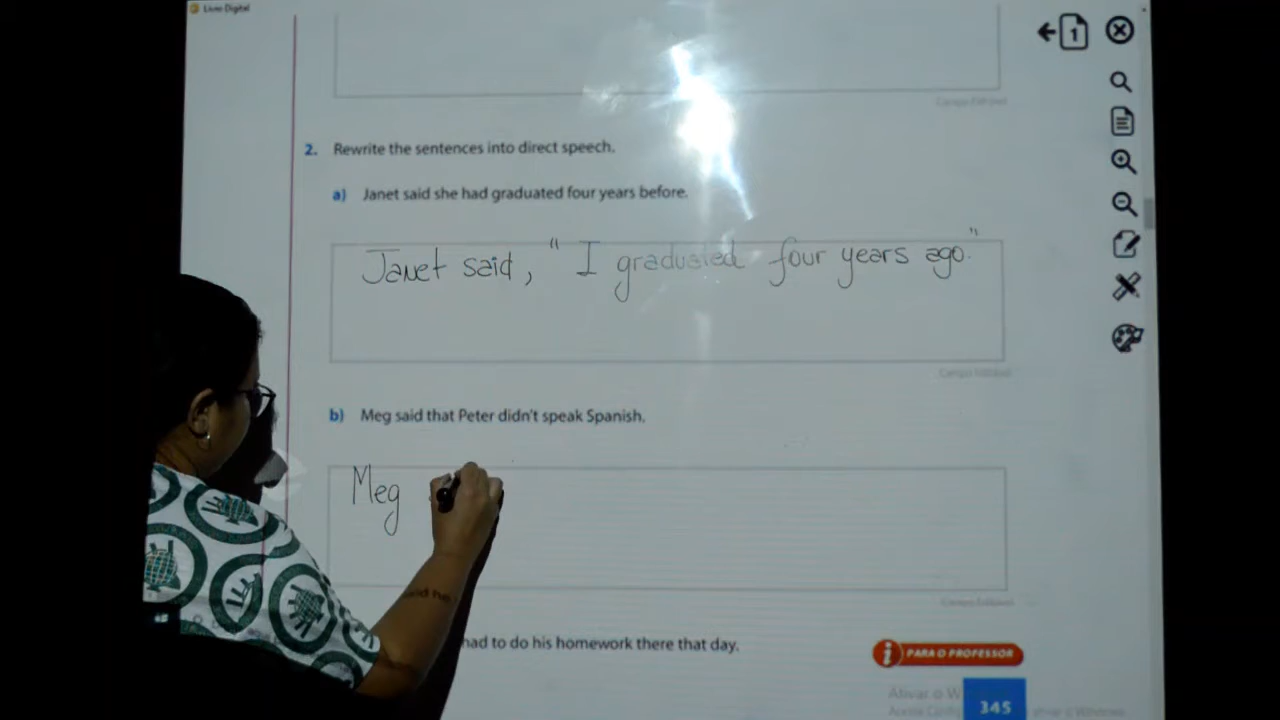 Livro Digital
1
2. Rewrite the sentences into direct speech.
a) Janet said she had graduated four years before.
Janet said, " I graduated four years ago."
b) Meg said that Peter didn't speak Spanish.
Meg
had to do his homework there that day.
PARA O PROFESSOR
Ativar o W
345